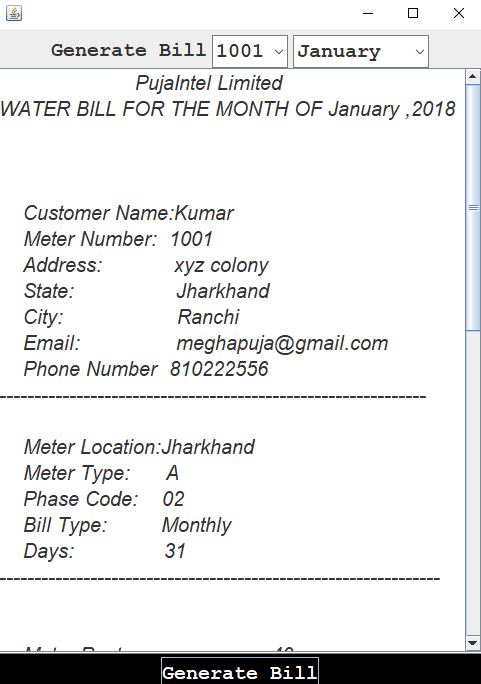 Generate Bill 1001 January
PujaIntel Limited
WATER BILL FOR THE MONTH OF January ,2018
Customer Name:Kumar
Meter Number: 1001
Address: xyz colony
State: Jharkhand
City: Ranchi
Email: meghapuja@gmail.com
Phone Number 810222556
---------------------------------------------------------------
Meter Location:Jharkhand
Meter Type: A
Phase Code: 02
Bill Type: Monthly
Days: 31
-----------------------------------------------------------------
Generate Bill